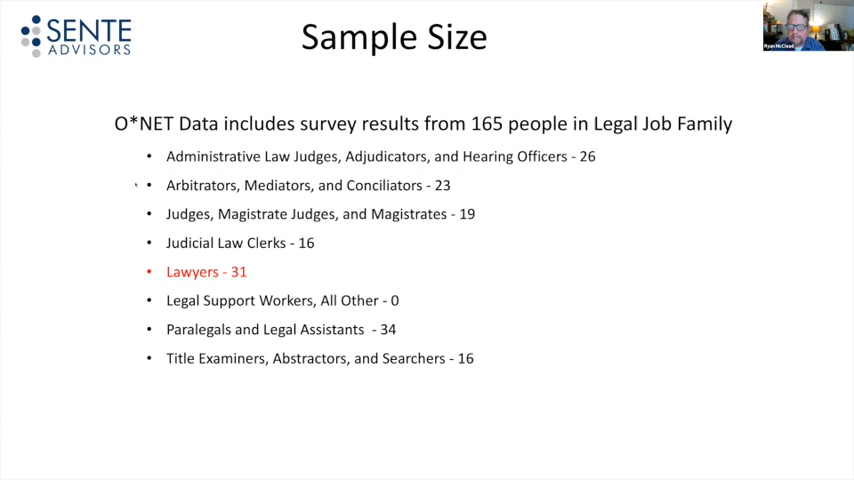 SENTE
ADVISORS
Sample Size
Ryan McClead
O*NET Data includes survey results from 165 people in Legal Job Family
• Administrative Law Judges, Adjudicators, and Hearing Officers - 26
• Arbitrators, Mediators, and Conciliators - 23
• Judges, Magistrate Judges, and Magistrates - 19
• Judicial Law Clerks - 16
• Lawyers - 31
• Legal Support Workers, All Other - 0
• Paralegals and Legal Assistants - 34
• Title Examiners, Abstractors, and Searchers - 16